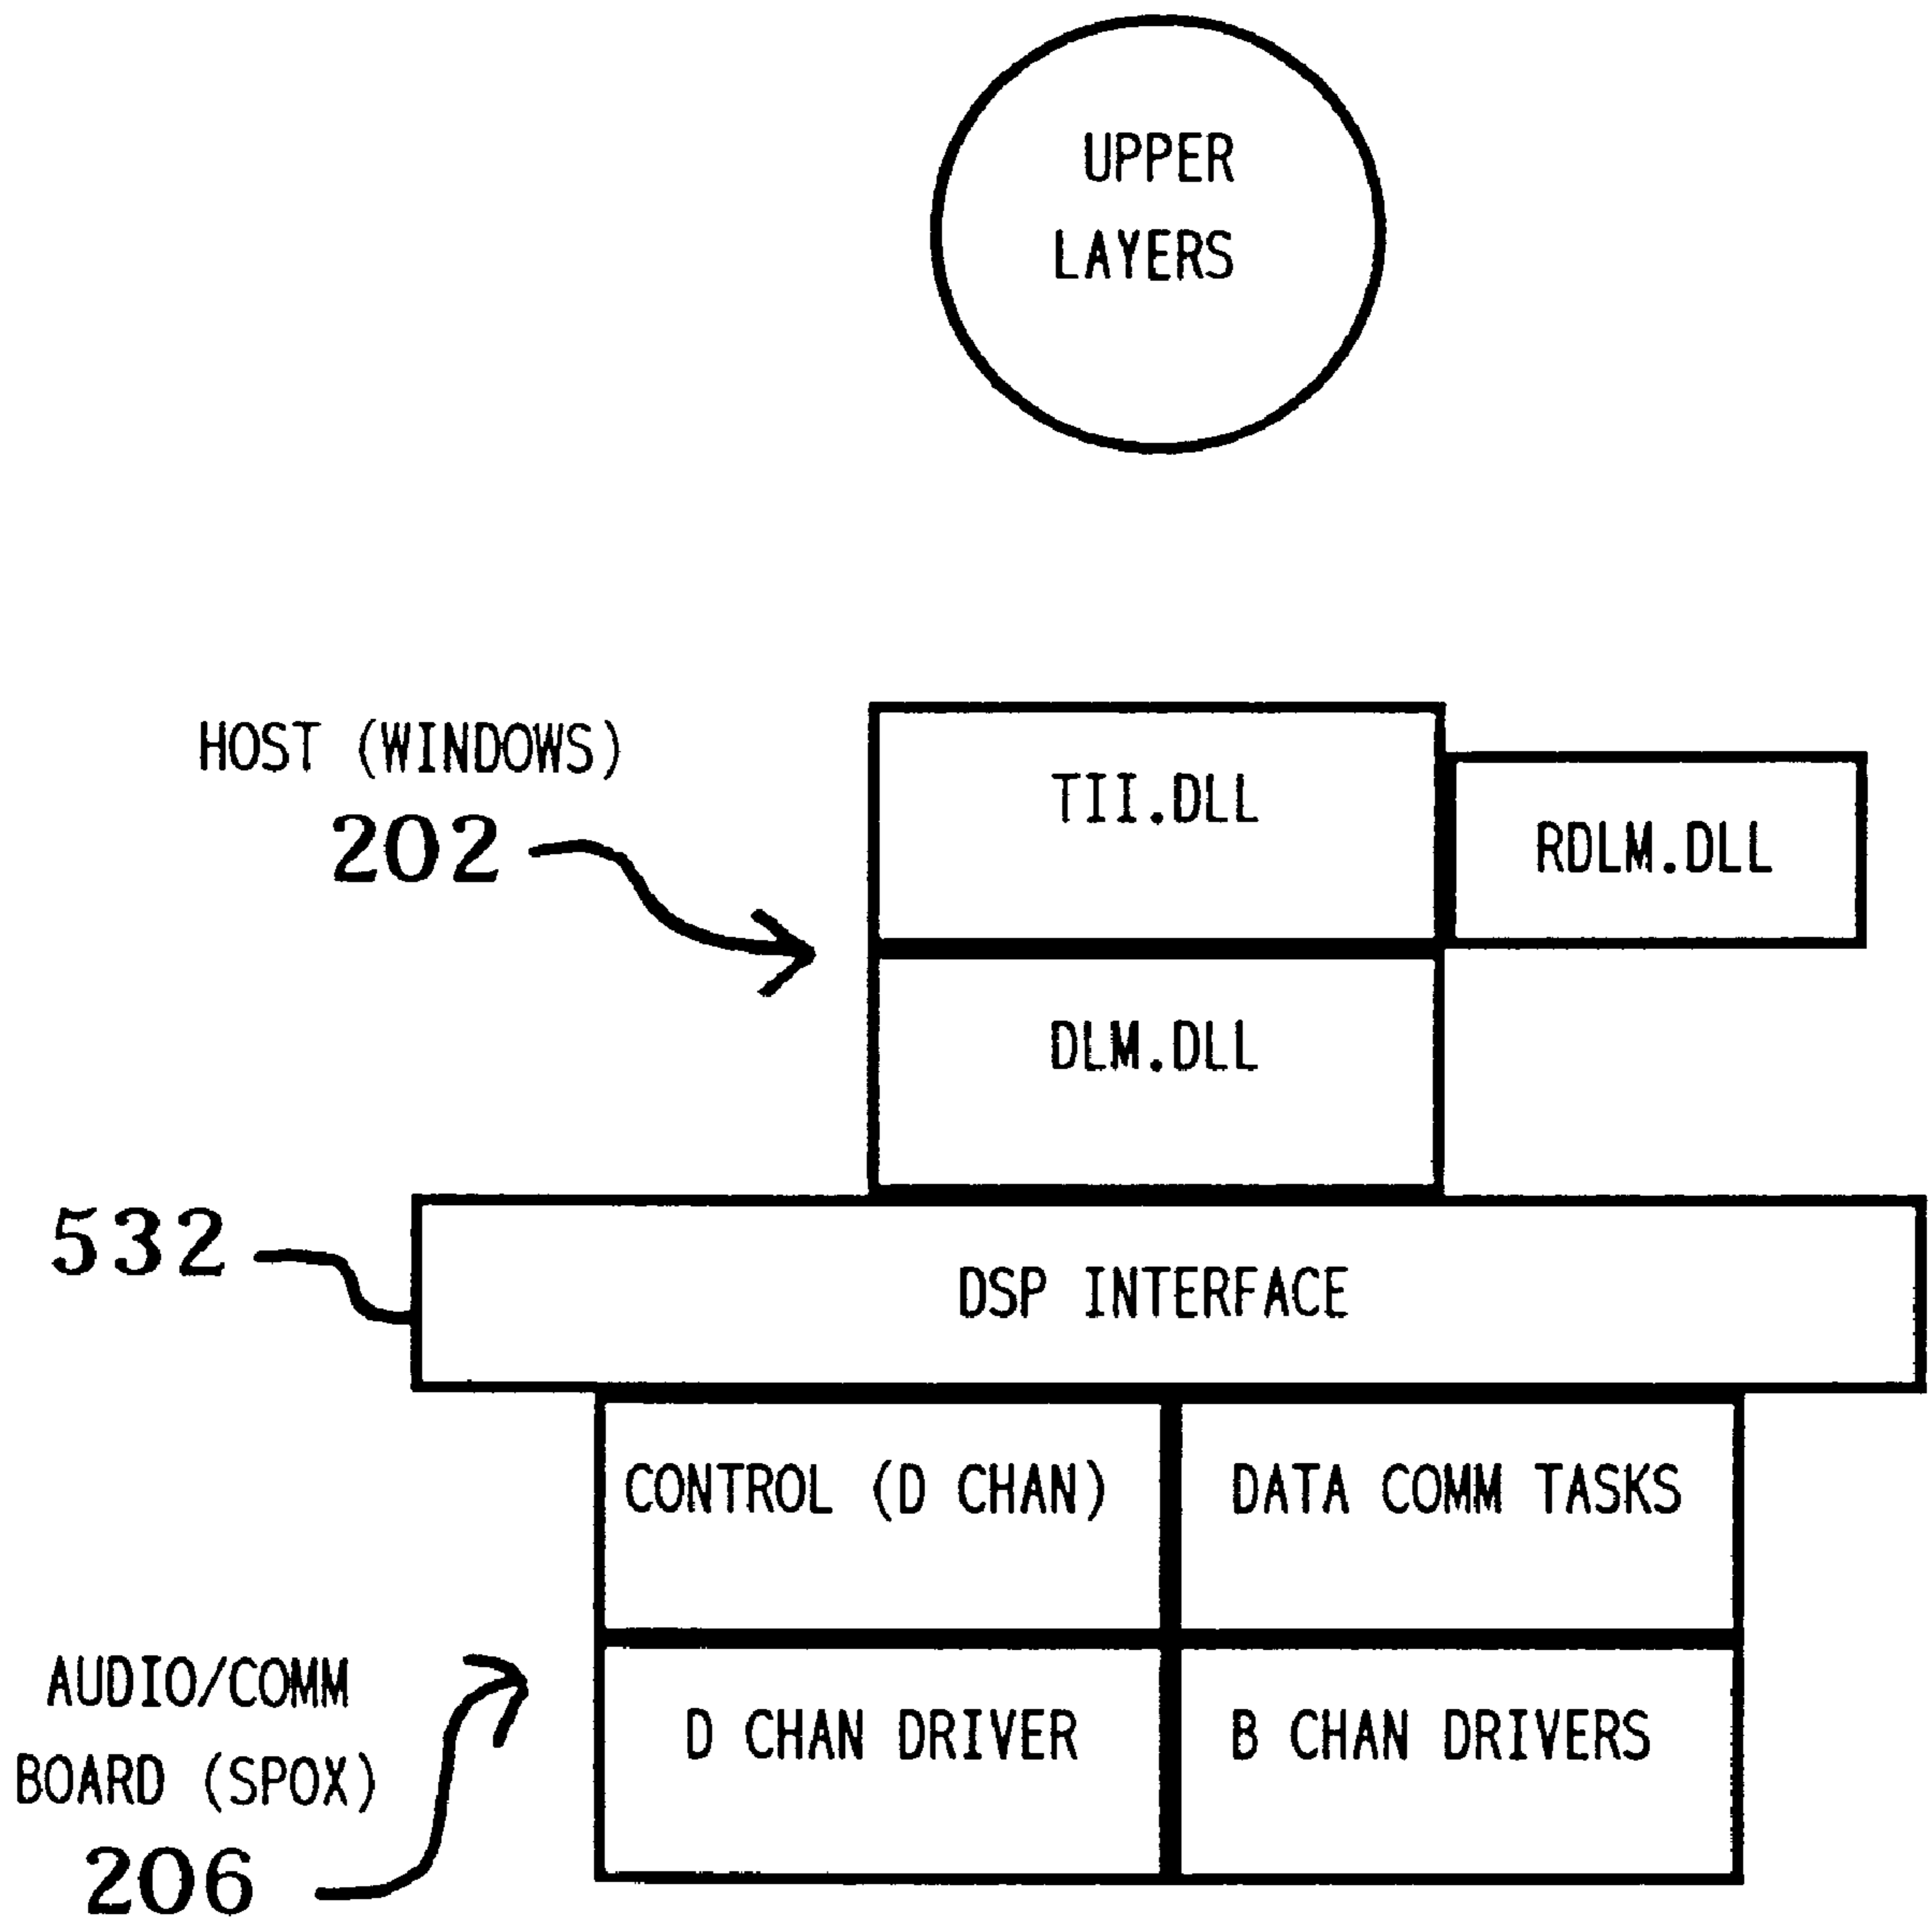 UPPER
LAYERS
HOST (WINDOWS)
202
TII.DLL
RDLM.DLL
DLM.DLL
532
DSP INTERFACE
CONTROL (D CHAN)
DATA COMM TASKS
AUDIO/COMM
BOARD (SPOX)
206
D CHAN DRIVER
B CHAN DRIVERS